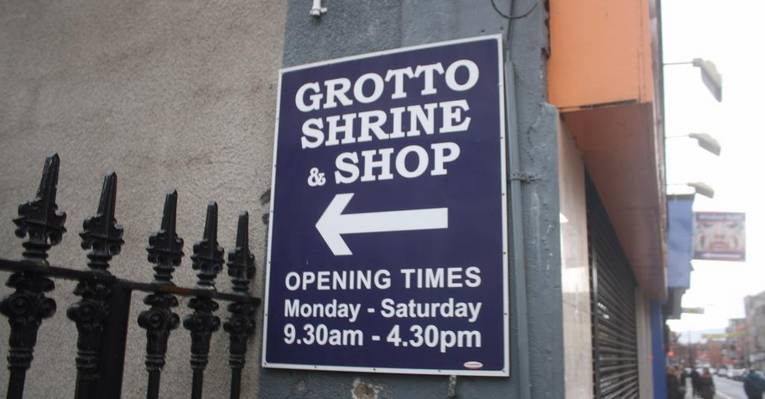 GROTTO
SHRINE
& SHOP
OPENING TIMES
Monday - Saturday
9.30am - 4.30pm